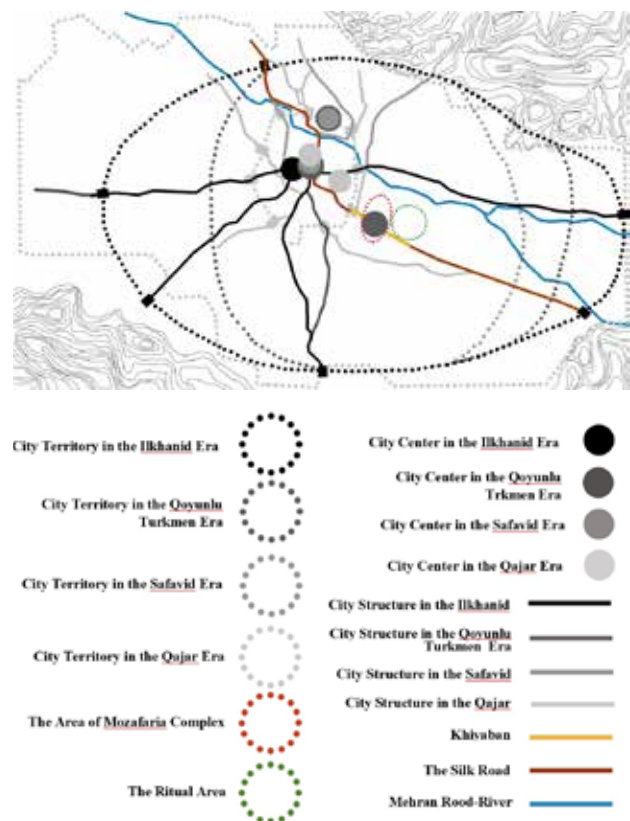 City Territory in the Ilkhanid Era
City Territory in the Qoyunlu
Turkmen Era
City Territory in the Safavid Era
City Territory in the Qajar Era
The Area of Mozafaria Complex
The Ritual Area
City Center in the Ilkhanid Era
City Center in the Qoyunlu
Trkmen Era
City Center in the Safavid Era
City Center in the Qajar Era
City Structure in the Ilkhanid
City Structure in the Qoyunlu
Turkmen Era
City Structure in the Safavid
City Structure in the Qajar
Khiyaban
The Silk Road
Mehran Rood-River